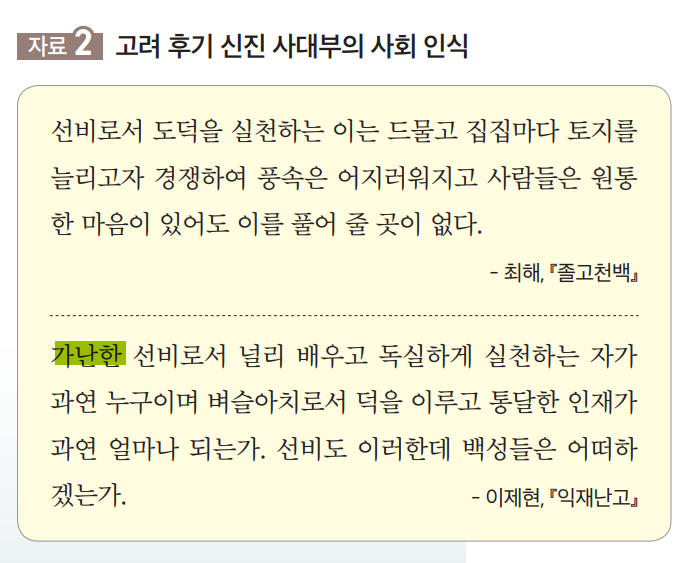 자료 2 고려 후기 신진 사대부의 사회 인식
선비로서 도덕을 실천하는 이는 드물고 집집마다 토지를
늘리고자 경쟁하여 풍속은 어지러워지고 사람들은 원통
한 마음이 있어도 이를 풀어 줄 곳이 없다.
- 최해, 『졸고천백』
가난한 선비로서 널리 배우고 독실하게 실천하는 자가
과연 누구이며 벼슬아치로서 덕을 이루고 통달한 인재가
과연 얼마나 되는가. 선비도 이러한데 백성들은 어떠하
겠는가. - 이제현, 『익재난고』